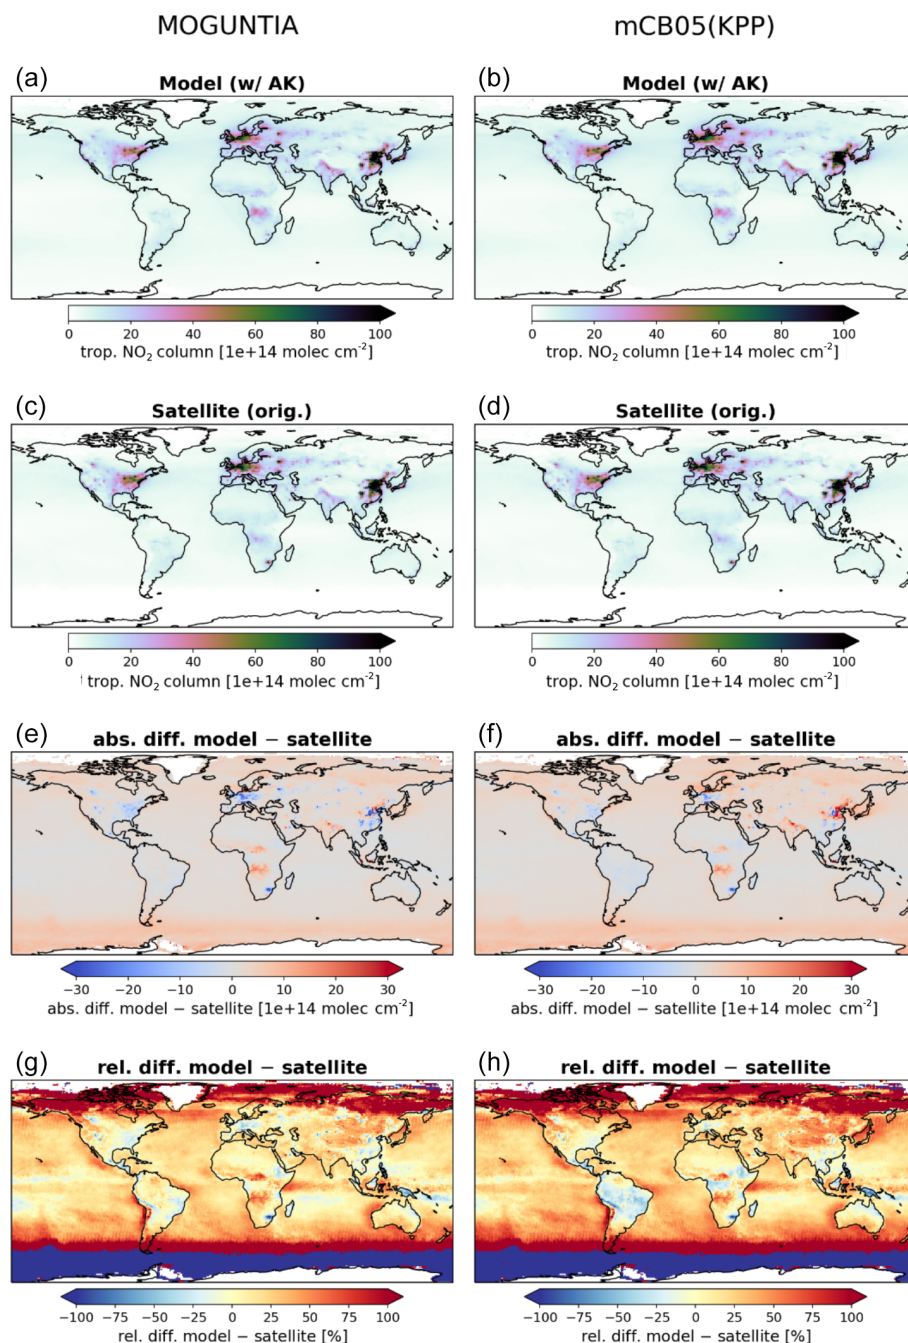 MOGUNTIA mCB05(KPP)
(a) Model (w/ AK)
0 20 40 60 80 100
trop. NO₂ column [1e+14 molec cm⁻²]
(b) Model (w/ AK)
0 20 40 60 80 100
trop. NO₂ column [1e+14 molec cm⁻²]
(c) Satellite (orig.)
0 20 40 60 80 100
trop. NO₂ column [1e+14 molec cm⁻²]
(d) Satellite (orig.)
0 20 40 60 80 100
trop. NO₂ column [1e+14 molec cm⁻²]
(e) abs. diff. model − satellite
−30 −20 −10 0 10 20 30
abs. diff. model − satellite [1e+14 molec cm⁻²]
(f) abs. diff. model − satellite
−30 −20 −10 0 10 20 30
abs. diff. model − satellite [1e+14 molec cm⁻²]
(g) rel. diff. model − satellite
−100 −75 −50 −25 0 25 50 75 100
rel. diff. model − satellite [%]
(h) rel. diff. model − satellite
−100 −75 −50 −25 0 25 50 75 100
rel. diff. model − satellite [%]